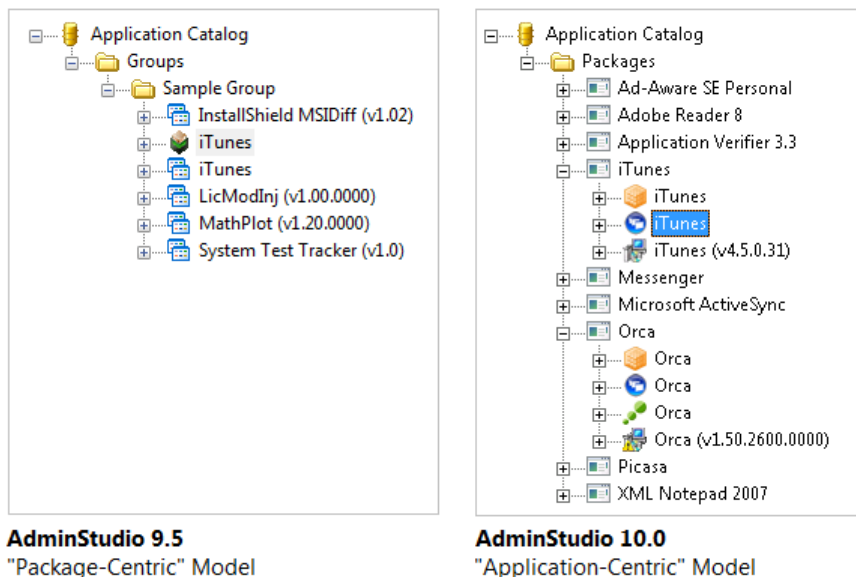 Application Catalog
Groups
Sample Group
InstallShield MSIDiff (v1.02)
iTunes
iTunes
LicModInj (v1.00.0000)
MathPlot (v1.20.0000)
System Test Tracker (v1.0)
AdminStudio 9.5
"Package-Centric" Model
Application Catalog
Packages
Ad-Aware SE Personal
Adobe Reader 8
Application Verifier 3.3
iTunes
iTunes
iTunes
iTunes (v4.5.0.31)
Messenger
Microsoft ActiveSync
Orca
Orca
Orca
Orca
Orca (v1.50.2600.0000)
Picasa
XML Notepad 2007
AdminStudio 10.0
"Application-Centric" Model